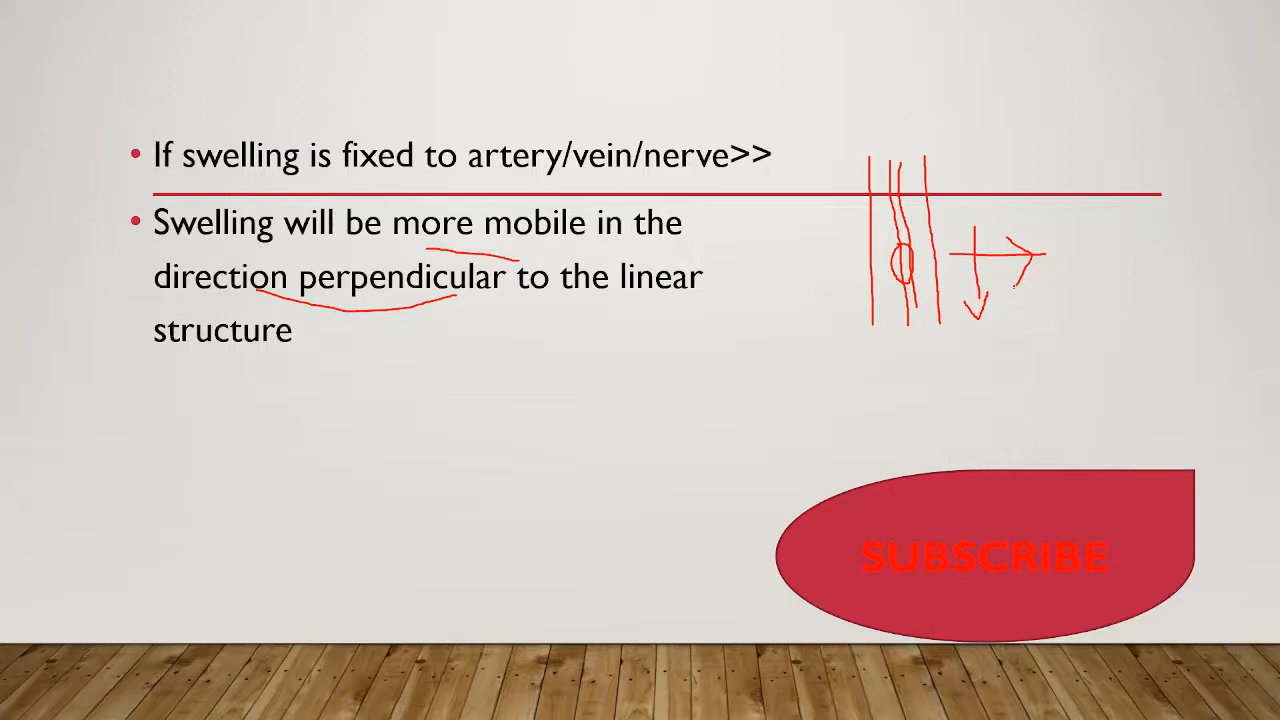 • If swelling is fixed to artery/vein/nerve>>
• Swelling will be more mobile in the
direction perpendicular to the linear
structure
SUBSCRIBE